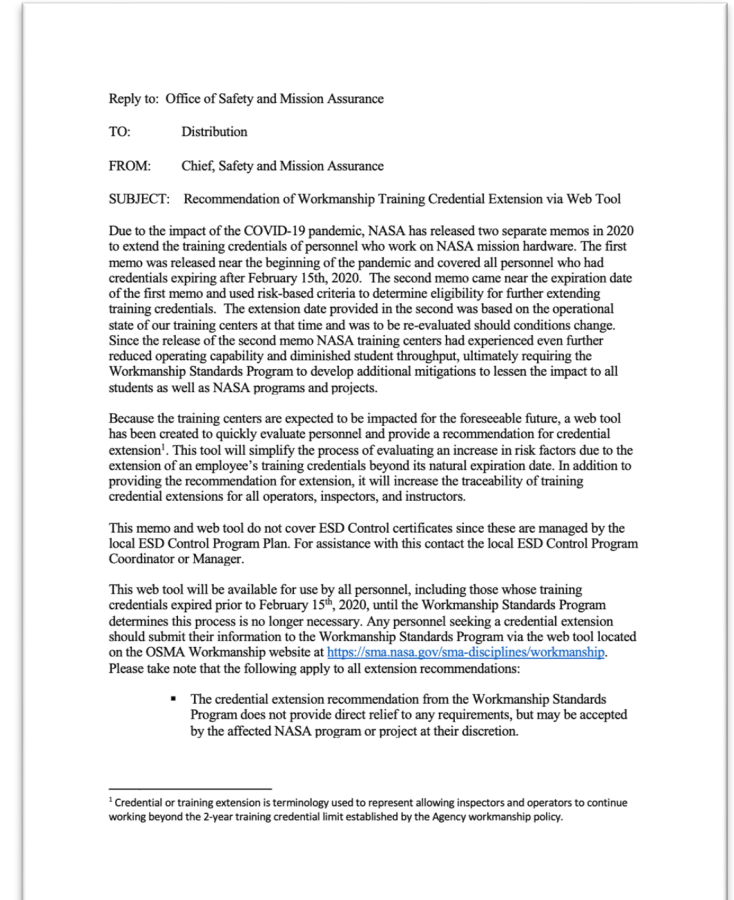 Reply to: Office of Safety and Mission Assurance
TO: Distribution
FROM: Chief, Safety and Mission Assurance
SUBJECT: Recommendation of Workmanship Training Credential Extension via Web Tool
Due to the impact of the COVID-19 pandemic, NASA has released two separate memos in 2020
to extend the training credentials of personnel who work on NASA mission hardware. The first
memo was released near the beginning of the pandemic and covered all personnel who had
credentials expiring after February 15th, 2020. The second memo came near the expiration date
of the first memo and used risk-based criteria to determine eligibility for further extending
training credentials. The extension date provided in the second was based on the operational
state of our training centers at that time and was to be re-evaluated should conditions change.
Since the release of the second memo NASA training centers had experienced even further
reduced operating capability and diminished student throughput, ultimately requiring the
Workmanship Standards Program to develop additional mitigations to lessen the impact to all
students as well as NASA programs and projects.
Because the training centers are expected to be impacted for the foreseeable future, a web tool
has been created to quickly evaluate personnel and provide a recommendation for credential
extension¹. This tool will simplify the process of evaluating an increase in risk factors due to the
extension of an employee's training credentials beyond its natural expiration date. In addition to
providing the recommendation for extension, it will increase the traceability of training
credential extensions for all operators, inspectors, and instructors.
This memo and web tool do not cover ESD Control certificates since these are managed by the
local ESD Control Program Plan. For assistance with this contact the local ESD Control Program
Coordinator or Manager.
This web tool will be available for use by all personnel, including those whose training
credentials expired prior to February 15th, 2020, until the Workmanship Standards Program
determines this process is no longer necessary. Any personnel seeking a credential extension
should submit their information to the Workmanship Standards Program via the web tool located
on the OSMA Workmanship website at https://sma.nasa.gov/sma-disciplines/workmanship.
Please take note that the following apply to all extension recommendations:
▪ The credential extension recommendation from the Workmanship Standards
Program does not provide direct relief to any requirements, but may be accepted
by the affected NASA program or project at their discretion.
¹ Credential or training extension is terminology used to represent allowing inspectors and operators to continue
working beyond the 2-year training credential limit established by the Agency workmanship policy.